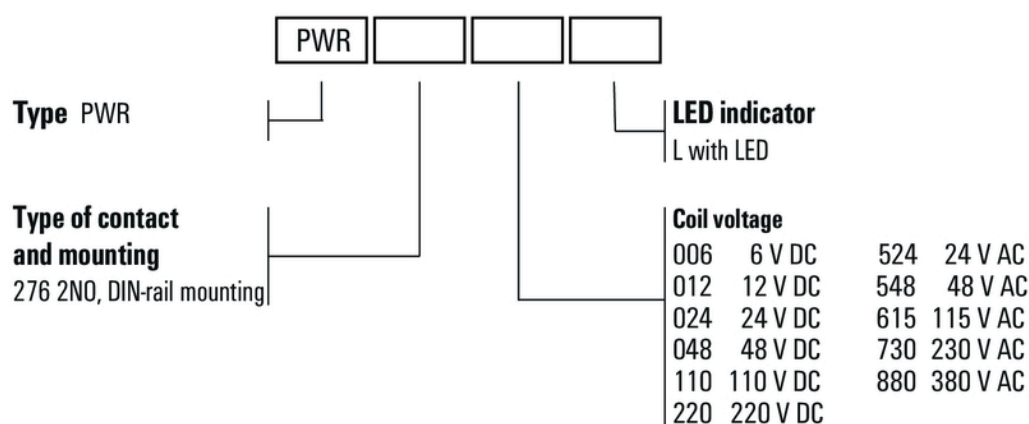 PWR
Type PWR
LED indicator
L with LED
Type of contact
and mounting
276 2NO, DIN-rail mounting
Coil voltage
006 6 V DC 524 24 V AC
012 12 V DC 548 48 V AC
024 24 V DC 615 115 V AC
048 48 V DC 730 230 V AC
110 110 V DC 880 380 V AC
220 220 V DC